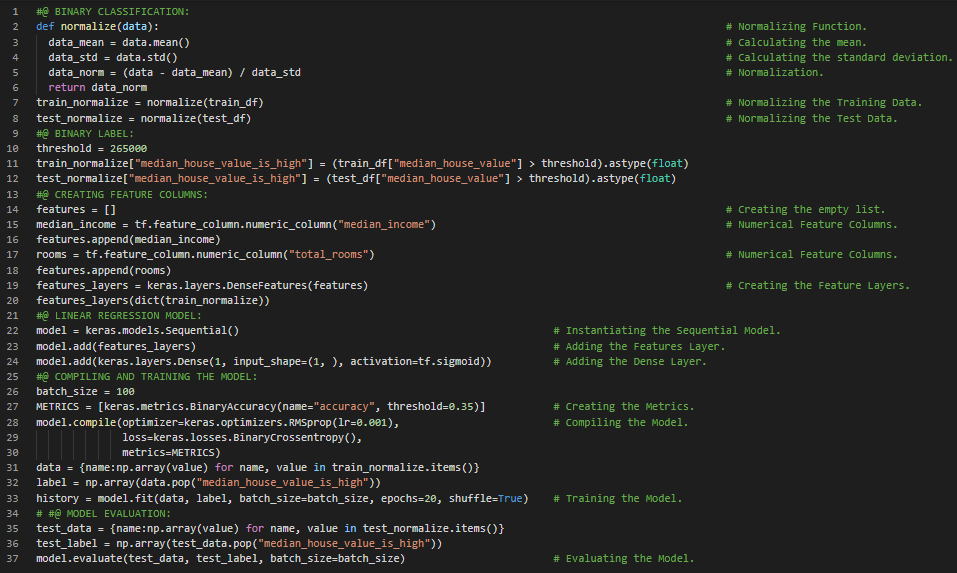 1 #@ BINARY CLASSIFICATION:
2 def normalize(data): # Normalizing Function.
3 data_mean = data.mean() # Calculating the mean.
4 data_std = data.std() # Calculating the standard deviation.
5 data_norm = (data - data_mean) / data_std # Normalization.
6 return data_norm
7 train_normalize = normalize(train_df) # Normalizing the Training Data.
8 test_normalize = normalize(test_df) # Normalizing the Test Data.
9 #@ BINARY LABEL:
10 threshold = 265000
11 train_normalize["median_house_value_is_high"] = (train_df["median_house_value"] > threshold).astype(float)
12 test_normalize["median_house_value_is_high"] = (test_df["median_house_value"] > threshold).astype(float)
13 #@ CREATING FEATURE COLUMNS:
14 features = [] # Creating the empty list.
15 median_income = tf.feature_column.numeric_column("median_income") # Numerical Feature Columns.
16 features.append(median_income)
17 rooms = tf.feature_column.numeric_column("total_rooms") # Numerical Feature Columns.
18 features.append(rooms)
19 features_layers = keras.layers.DenseFeatures(features) # Creating the Feature Layers.
20 features_layers(dict(train_normalize))
21 #@ LINEAR REGRESSION MODEL:
22 model = keras.models.Sequential() # Instantiating the Sequential Model.
23 model.add(features_layers) # Adding the Features Layer.
24 model.add(keras.layers.Dense(1, input_shape=(1, ), activation=tf.sigmoid)) # Adding the Dense Layer.
25 #@ COMPILING AND TRAINING THE MODEL:
26 batch_size = 100
27 METRICS = [keras.metrics.BinaryAccuracy(name="accuracy", threshold=0.35)] # Creating the Metrics.
28 model.compile(optimizer=keras.optimizers.RMSprop(lr=0.001), # Compiling the Model.
29 loss=keras.losses.BinaryCrossentropy(),
30 metrics=METRICS)
31 data = {name:np.array(value) for name, value in train_normalize.items()}
32 label = np.array(data.pop("median_house_value_is_high"))
33 history = model.fit(data, label, batch_size=batch_size, epochs=20, shuffle=True) # Training the Model.
34 # #@ MODEL EVALUATION:
35 test_data = {name:np.array(value) for name, value in test_normalize.items()}
36 test_label = np.array(test_data.pop("median_house_value_is_high"))
37 model.evaluate(test_data, test_label, batch_size=batch_size) # Evaluating the Model.